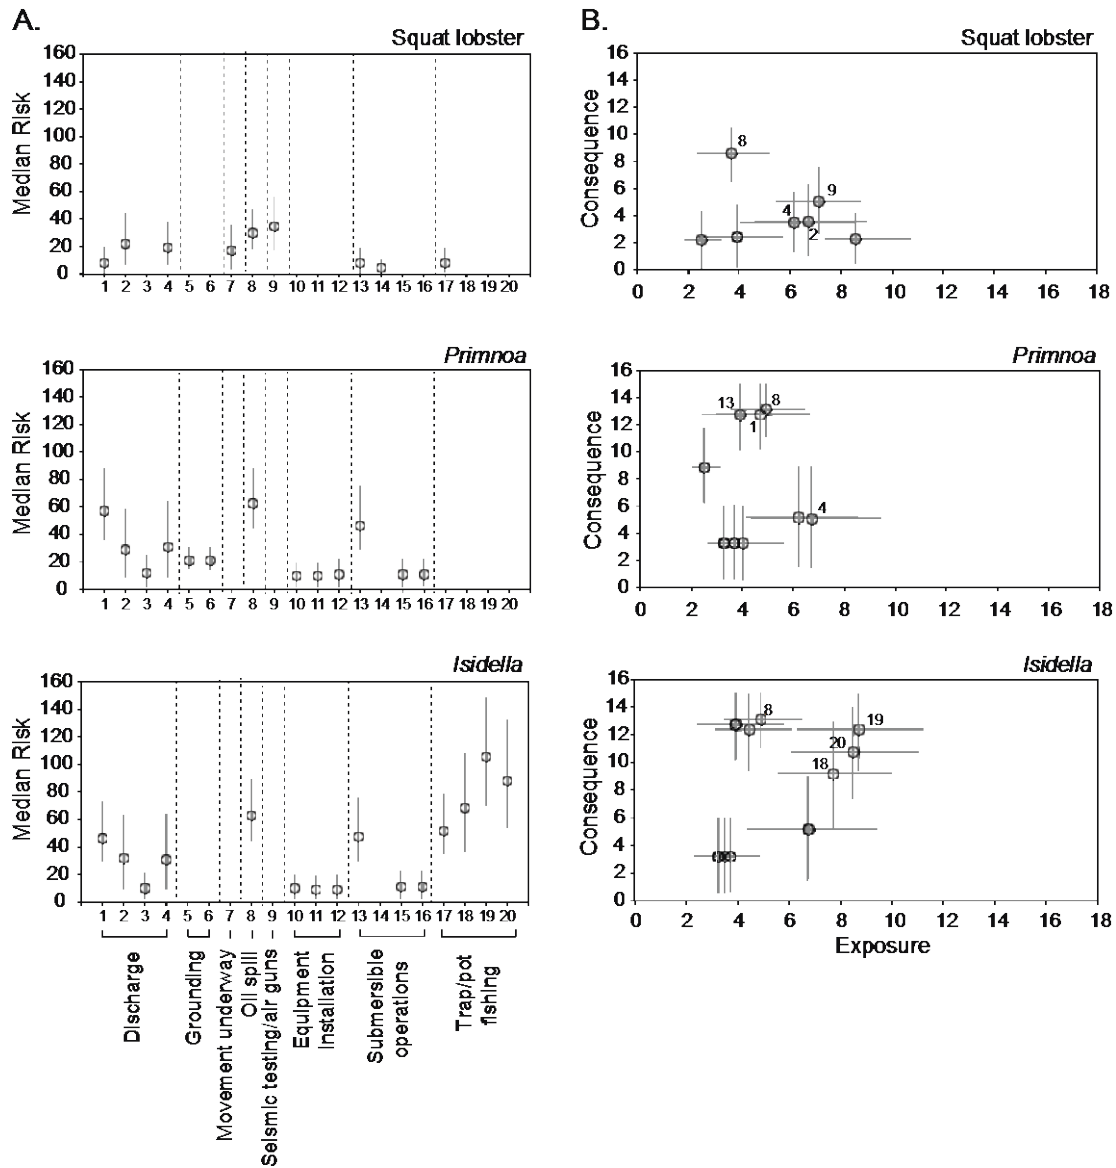 A.
Squat lobster
160
140
120
100
80
60
40
20
0
Median Risk
1 2 3 4 5 6 7 8 9 10 11 12 13 14 15 16 17 18 19 20
B.
Squat lobster
16
14
12
10
8
6
4
2
0
Consequence
8
9
4
2
2 4 6 8 10 12 14 16 18
Primnoa
160
140
120
100
80
60
40
20
0
Median Risk
1 2 3 4 5 6 7 8 9 10 11 12 13 14 15 16 17 18 19 20
Primnoa
16
14
12
10
8
6
4
2
0
Consequence
13
8
1
4
0 2 4 6 8 10 12 14 16 18
Isidella
160
140
120
100
80
60
40
20
0
Median Risk
1 2 3 4 5 6 7 8 9 10 11 12 13 14 15 16 17 18 19 20
Discharge
Grounding
Movement underway
Oil spill
Seismic testing/air guns
Equipment
installation
Submersible
operations
Trap/pot
fishing
Isidella
16
14
12
10
8
6
4
2
0
Consequence
8
19
20
18
0 2 4 6 8 10 12 14 16 18
Exposure